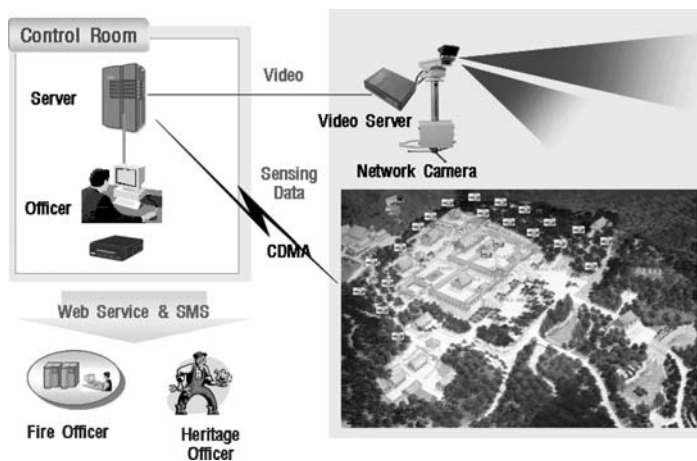 Control Room
Server
Officer
Video
Video Server
Network Camera
Sensing
Data
CDMA
Web Service & SMS
Fire Officer
Heritage
Officer